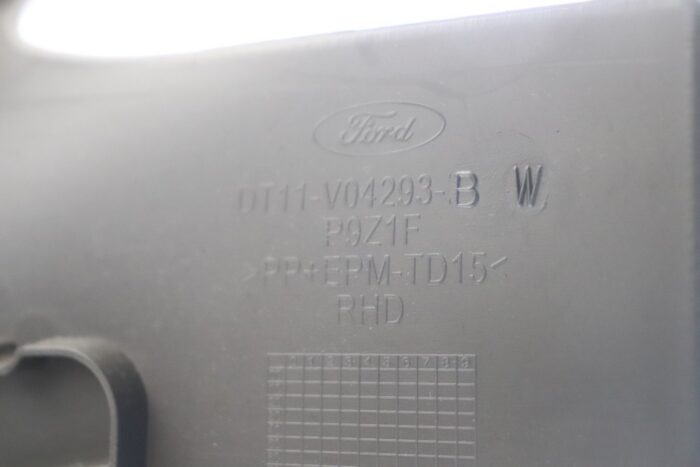 Ford
DT11-V04293-B W
P9Z1F
>PP+EPM-TD15<
RHD